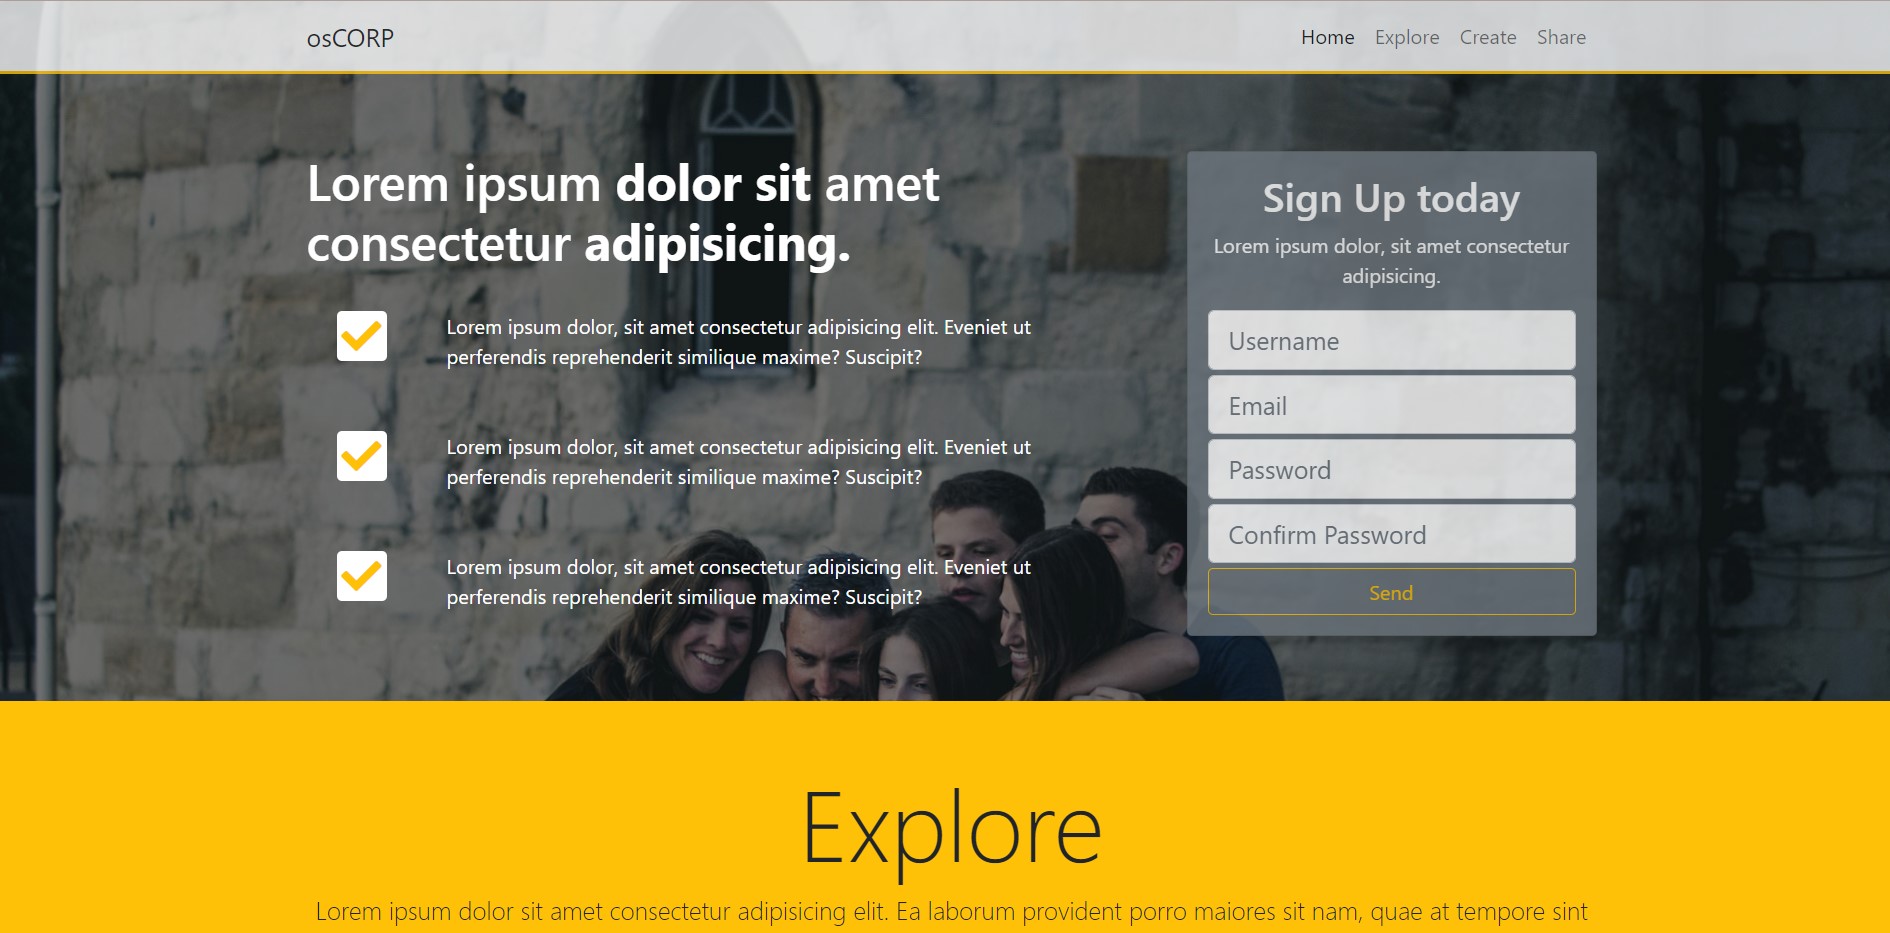 osCORP
Home Explore Create Share
Lorem ipsum dolor sit amet
consectetur adipisicing.
Lorem ipsum dolor, sit amet consectetur adipisicing elit. Eveniet ut
perferendis reprehenderit similique maxime? Suscipit?
Lorem ipsum dolor, sit amet consectetur adipisicing elit. Eveniet ut
perferendis reprehenderit similique maxime? Suscipit?
Lorem ipsum dolor, sit amet consectetur adipisicing elit. Eveniet ut
perferendis reprehenderit similique maxime? Suscipit?
Sign Up today
Lorem ipsum dolor, sit amet consectetur
adipisicing.
Username
Email
Password
Confirm Password
Send
Explore
Lorem ipsum dolor sit amet consectetur adipisicing elit. Ea laborum provident porro maiores sit nam, quae at tempore sint